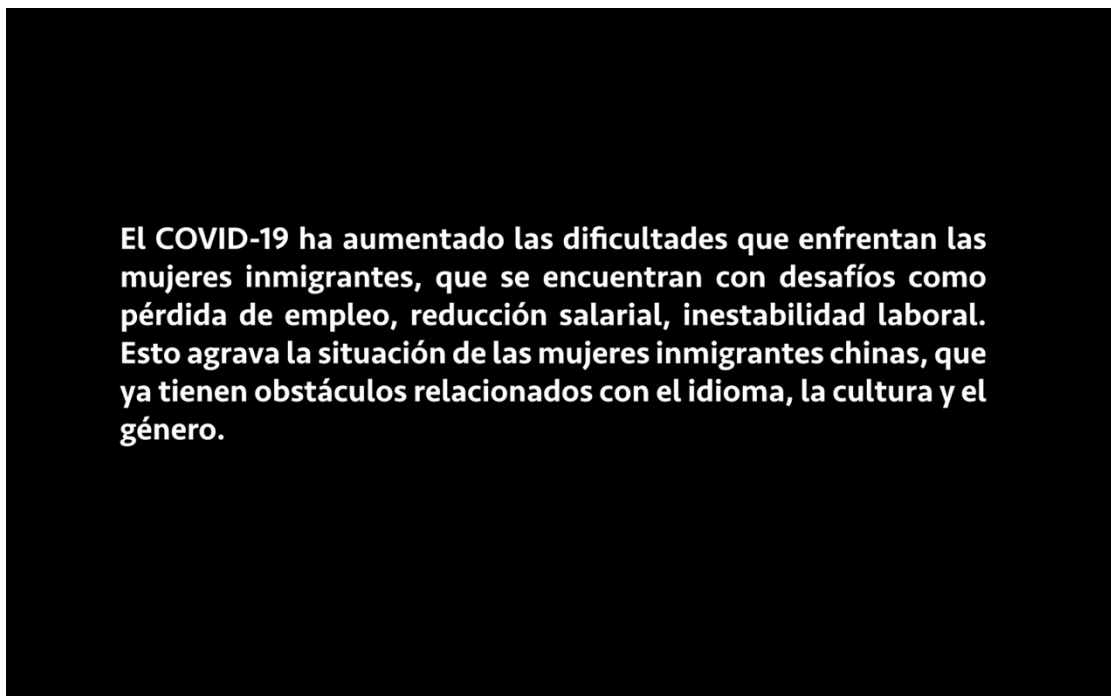 El COVID-19 ha aumentado las dificultades que enfrentan las
mujeres inmigrantes, que se encuentran con desafíos como
pérdida de empleo, reducción salarial, inestabilidad laboral.
Esto agrava la situación de las mujeres inmigrantes chinas, que
ya tienen obstáculos relacionados con el idioma, la cultura y el
género.